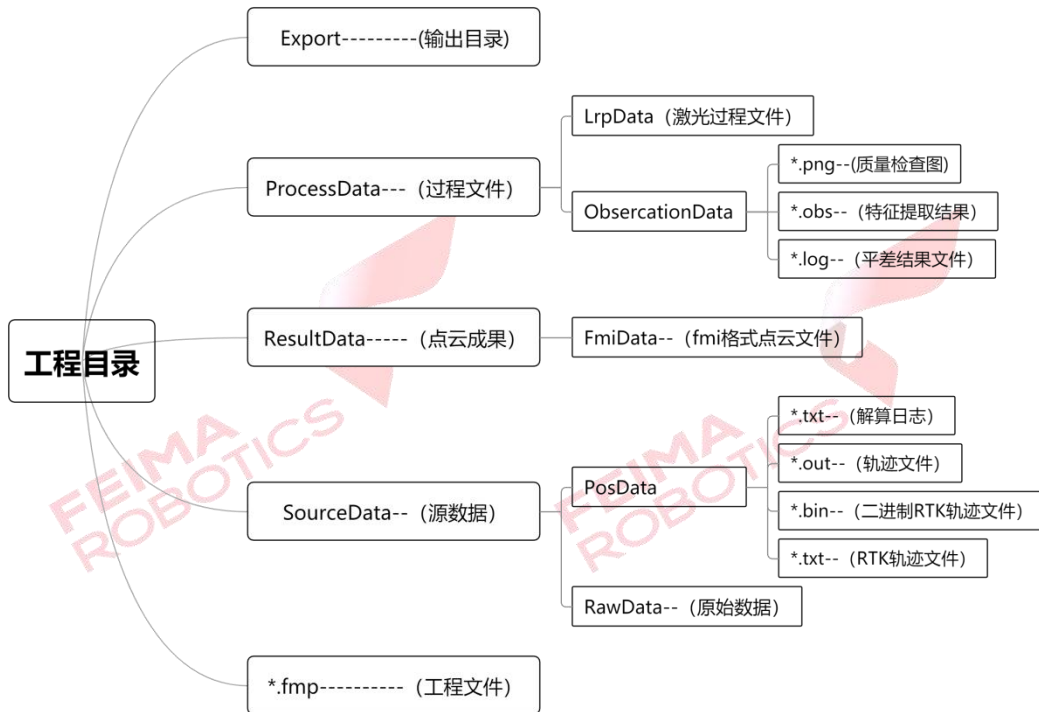 工程目录
Export---------(输出目录)
ProcessData---（过程文件）
LrpData（激光过程文件）
ObsercationData
*.png--(质量检查图)
*.obs--（特征提取结果）
*.log--（平差结果文件）
ResultData-----（点云成果）
FmiData--（fmi格式点云文件）
SourceData--（源数据）
PosData
*.txt--（解算日志）
*.out--（轨迹文件）
*.bin--（二进制RTK轨迹文件）
*.txt--（RTK轨迹文件）
RawData--（原始数据）
*.fmp----------（工程文件）
FEIMA
ROBOTICS
FEIMA
ROBOTICS